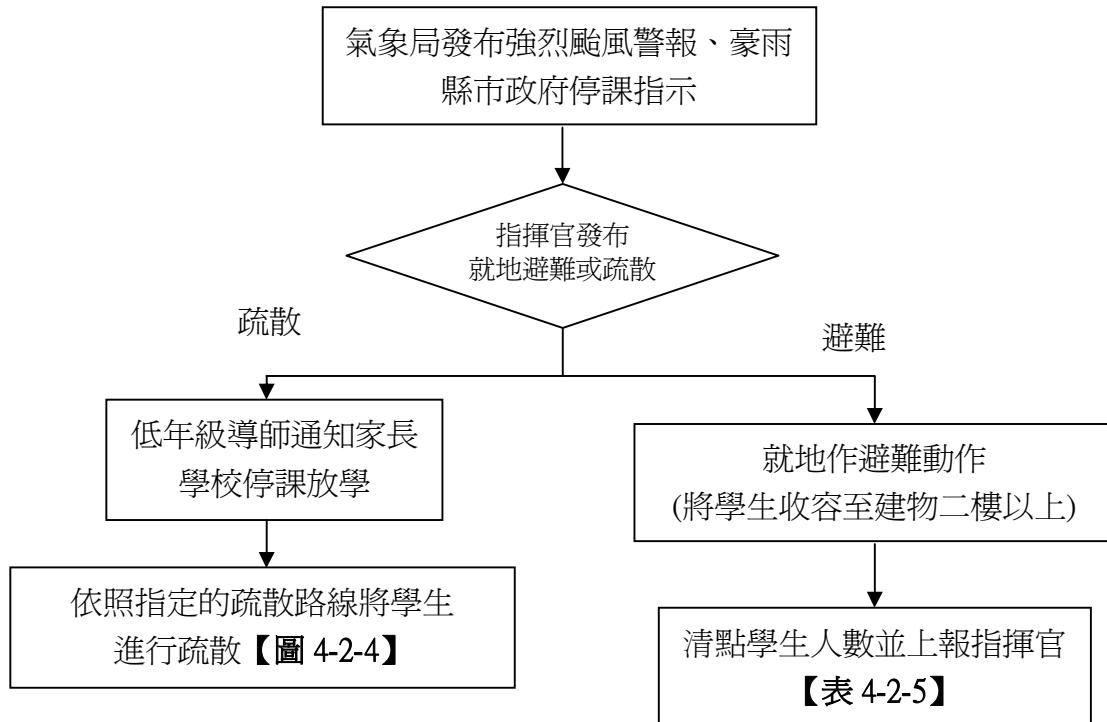 氣象局發布強烈颱風警報、豪雨
縣市政府停課指示
指揮官發布
就地避難或疏散
疏散
避難
低年級導師通知家長
學校停課放學
就地作避難動作
(將學生收容至建物二樓以上)
依照指定的疏散路線將學生
進行疏散【圖 4-2-4】
清點學生人數並上報指揮官
【表 4-2-5】